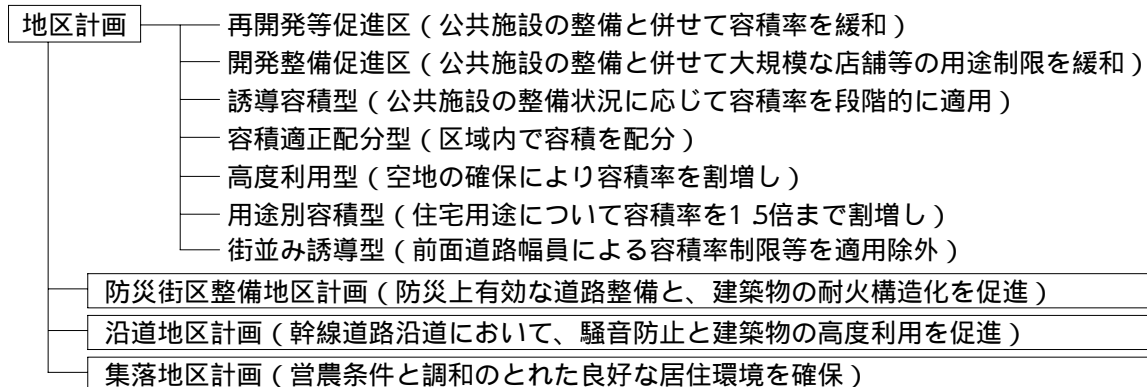 地区計画
再開発等促進区（公共施設の整備と併せて容積率を緩和）
開発整備促進区（公共施設の整備と併せて大規模な店舗等の用途制限を緩和）
誘導容積型（公共施設の整備状況に応じて容積率を段階的に適用）
容積適正配分型（区域内で容積を配分）
高度利用型（空地の確保により容積率を割増し）
用途別容積型（住宅用途について容積率を1 5倍まで割増し）
街並み誘導型（前面道路幅員による容積率制限等を適用除外）
防災街区整備地区計画（防災上有効な道路整備と、建築物の耐火構造化を促進）
沿道地区計画（幹線道路沿道において、騒音防止と建築物の高度利用を促進）
集落地区計画（営農条件と調和のとれた良好な居住環境を確保）